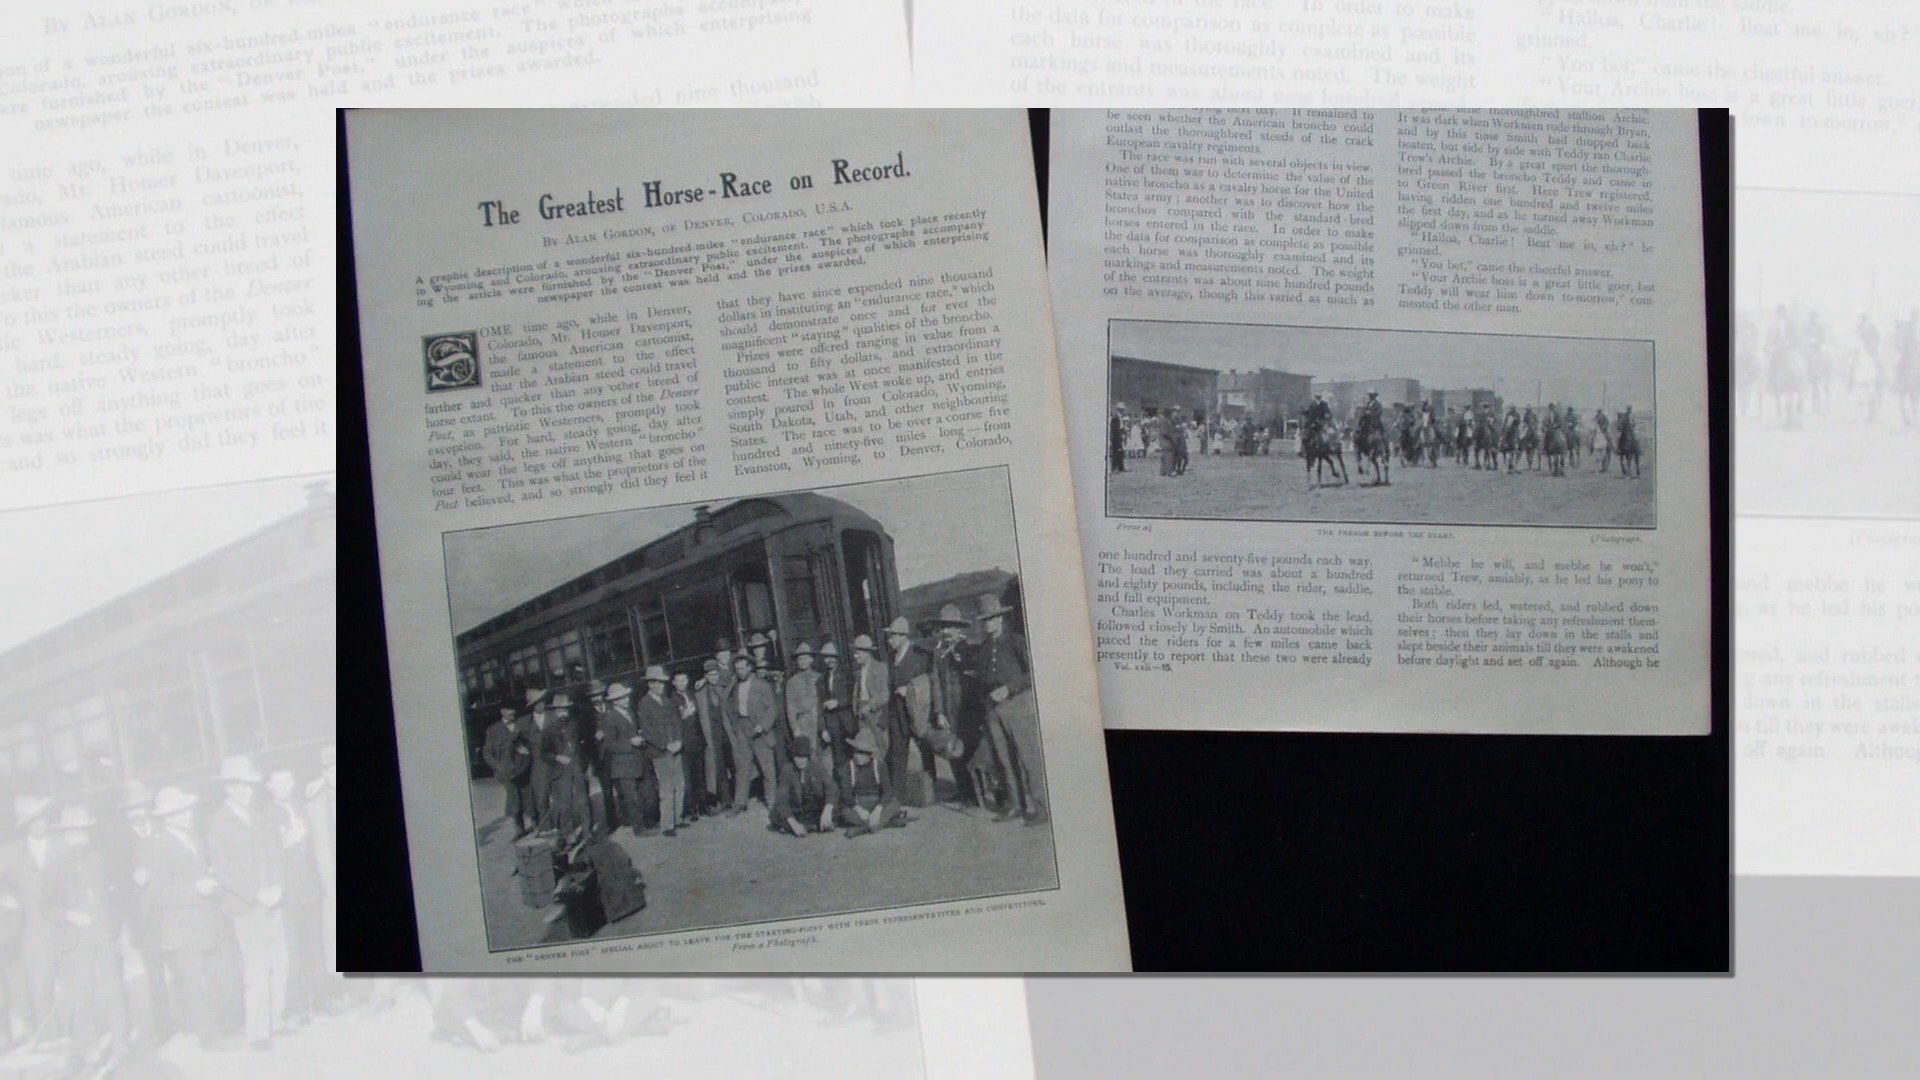 The Greatest Horse-Race on Record.
BY ALAN GORDON, OF DENVER, COLORADO, U.S.A.
A graphic description of a wonderful six-hundred-miles "endurance race" which took place recently
in Wyoming and Colorado, arousing extraordinary public excitement. The photographs accompany-
ing the article were furnished by the "Denver Post," under the auspices of which enterprising
newspaper the contest was held and the prizes awarded.
SOME time ago, while in Denver,
Colorado, Mr. Homer Davenport,
the famous American cartoonist,
made a statement to the effect
that the Arabian steed could travel
farther and quicker than any other breed of
horse extant. To this the owners of the Denver
Post, as patriotic Westerners, promptly took
exception. For hard, steady going, day after
day, they said, the native Western "broncho"
could wear the legs off anything that goes on
four feet. This was what the proprietors of the
Post believed, and so strongly did they feel it
that they have since expended nine thousand
dollars in instituting an "endurance race," which
should demonstrate once and for ever the
magnificent "staying" qualities of the broncho.
Prizes were offered ranging in value from a
thousand to fifty dollars, and extraordinary
public interest was at once manifested in the
contest. The whole West woke up, and entries
simply poured in from Colorado, Wyoming,
South Dakota, Utah, and other neighbouring
States. The race was to be over a course five
hundred and ninety-five miles long—from
Evanston, Wyoming, to Denver, Colorado,
THE "DENVER POST" SPECIAL ABOUT TO LEAVE FOR THE STARTING-POINT WITH PRESS REPRESENTATIVES AND COMPETITORS.
From a Photograph.
day. It remained to
be seen whether the American broncho could
outlast the thoroughbred steeds of the crack
European cavalry regiments.
The race was run with several objects in view.
One of them was to determine the value of the
native broncho as a cavalry horse for the United
States army; another was to discover how the
bronchos compared with the standard-bred
horses entered in the race. In order to make
the data for comparison as complete as possible
each horse was thoroughly examined and its
markings and measurements noted. The weight
of the entrants was about nine hundred pounds
on the average, though this varied as much as
thoroughbred stallion Archie.
It was dark when Workman rode through Bryan,
and by this time Smith had dropped back
beaten, but side by side with Teddy ran Charlie
Trew's Archie. By a great spurt the thorough-
bred passed the broncho Teddy and came in
to Green River first. Here Trew registered,
having ridden one hundred and twelve miles
the first day, and as he turned away Workman
slipped down from the saddle.
"Halloa, Charlie! Beat me in, eh?" he
grinned.
"You bet," came the cheerful answer.
"Your Archie hoss is a great little goer, but
Teddy will wear him down to-morrow," com-
mented the other man.
From a]
THE PARADE BEFORE THE START.
[Photograph.
one hundred and seventy-five pounds each way.
The load they carried was about a hundred
and eighty pounds, including the rider, saddle,
and full equipment.
Charles Workman on Teddy took the lead,
followed closely by Smith. An automobile which
paced the riders for a few miles came back
presently to report that these two were already
Vol. xxii.—15.
"Mebbe he will, and mebbe he won't,"
returned Trew, amiably, as he led his pony to
the stable.
Both riders fed, watered, and rubbed down
their horses before taking any refreshment them-
selves; then they lay down in the stalls and
slept beside their animals till they were awakened
before daylight and set off again. Although he